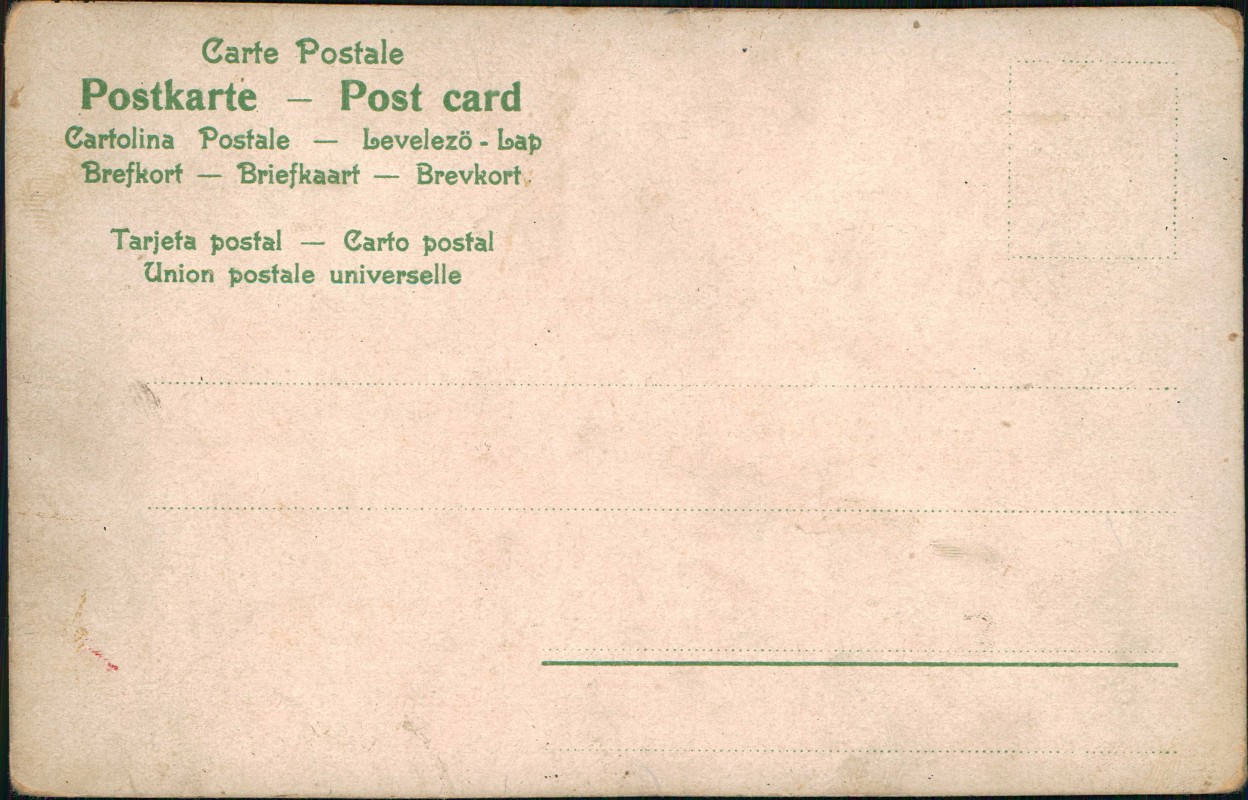 Carte Postale
Postkarte — Post card
Cartolina Postale — Levelezö - Lap
Brefkort — Briefkaart — Brevkort
Tarjeta postal — Carto postal
Union postale universelle